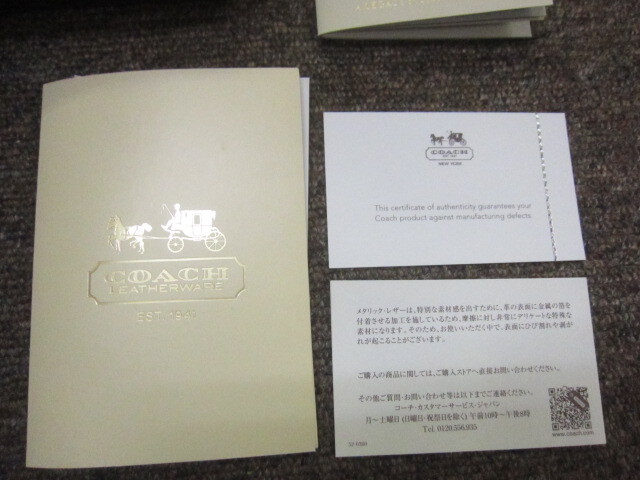 COACH
LEATHERWARE
EST. 1941
COACH
EST. 1941
NEW YORK
This certificate of authenticity guarantees your
Coach product against manufacturing defects.
メタリック・レザーは、特別な素材感を出すために、革の表面に金属の箔を
付着させる加工を施しているため、摩擦に対し非常にデリケートな特殊な
素材になります。そのため、お使いいただく中で、表面にひび割れや剥が
れが起こることがございます。
ご購入の商品に関しては、ご購入ストアへ直接お問い合わせください。
その他ご質問・お問い合わせ等は以下までご連絡ください。
コーチ・カスタマーサービス・ジャパン
月〜土曜日 (日曜日・祝祭日を除く) 午前10時〜午後8時
Tel. 0120.556.935
www.coach.com